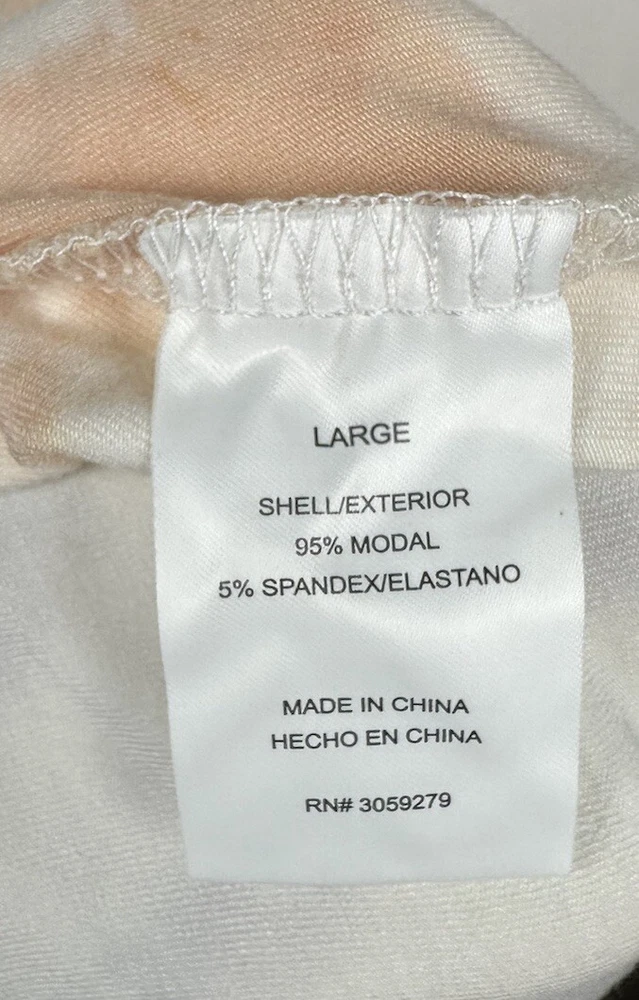 LARGE
SHELL/EXTERIOR
95% MODAL
5% SPANDEX/ELASTANO
MADE IN CHINA
HECHO EN CHINA
RN# 3059279